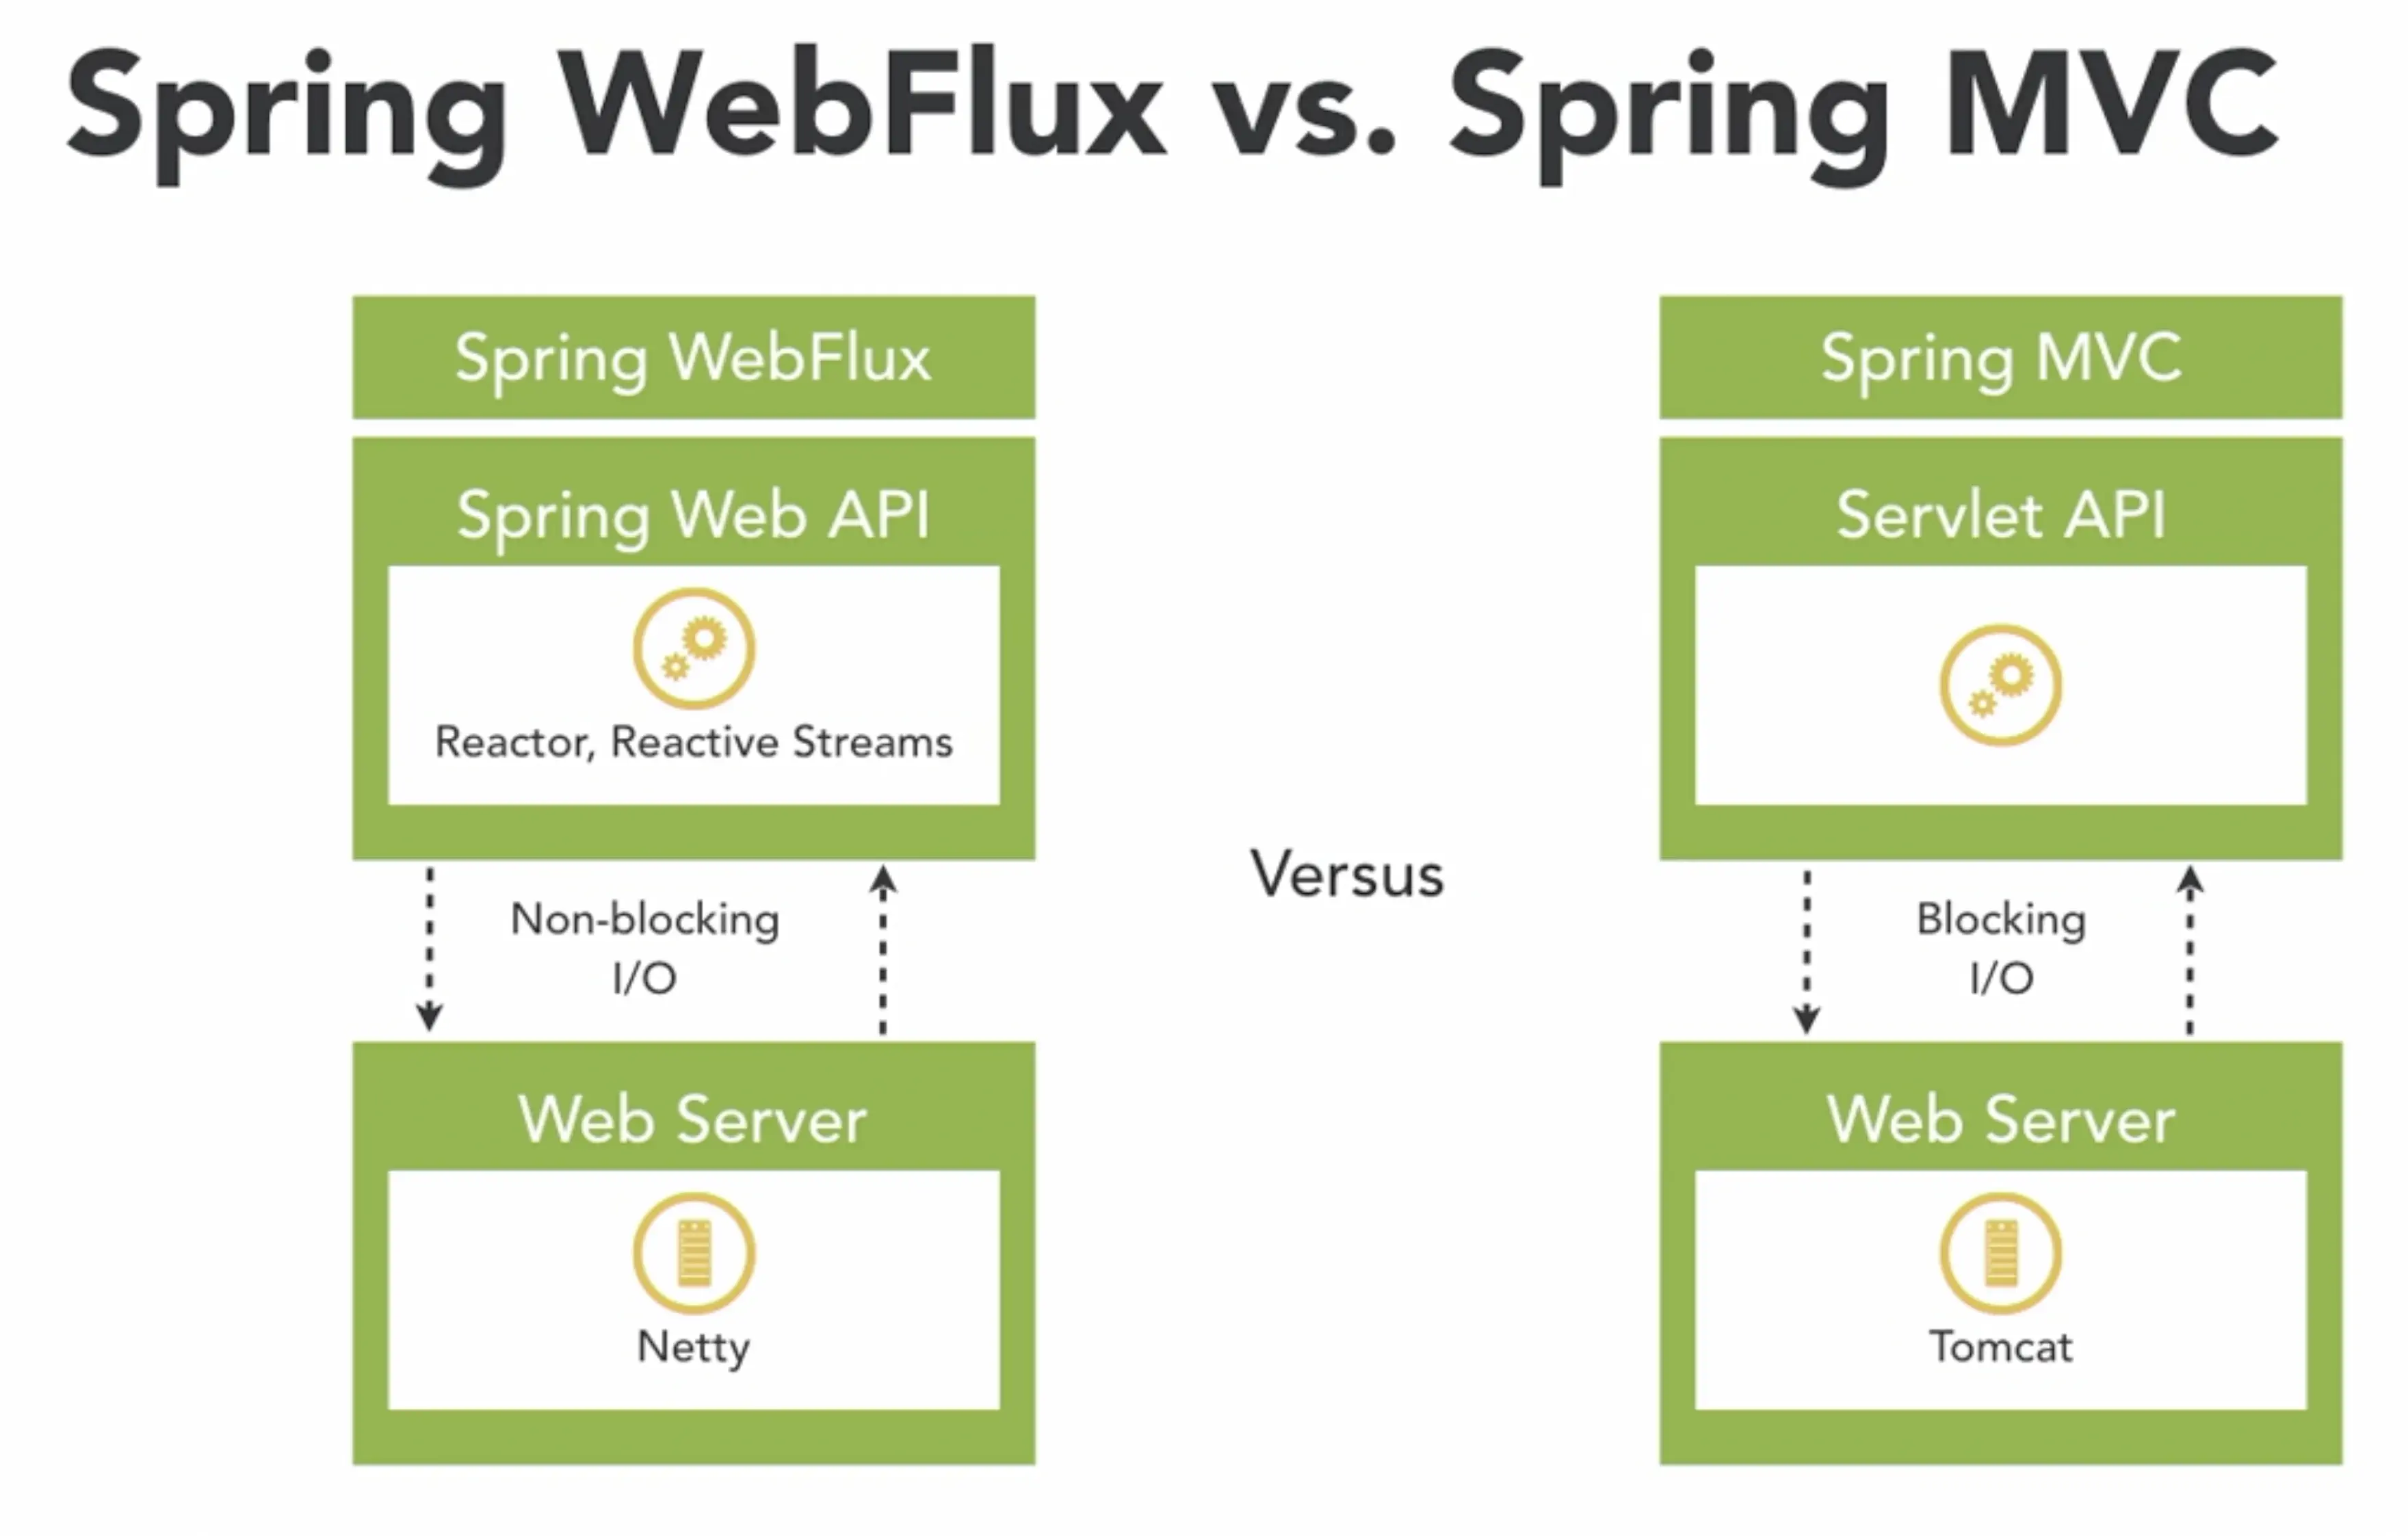 Spring WebFlux vs. Spring MVC
Spring WebFlux
Spring Web API
Reactor, Reactive Streams
Non-blocking
I/O
Web Server
Netty
Versus
Spring MVC
Servlet API
Blocking
I/O
Web Server
Tomcat